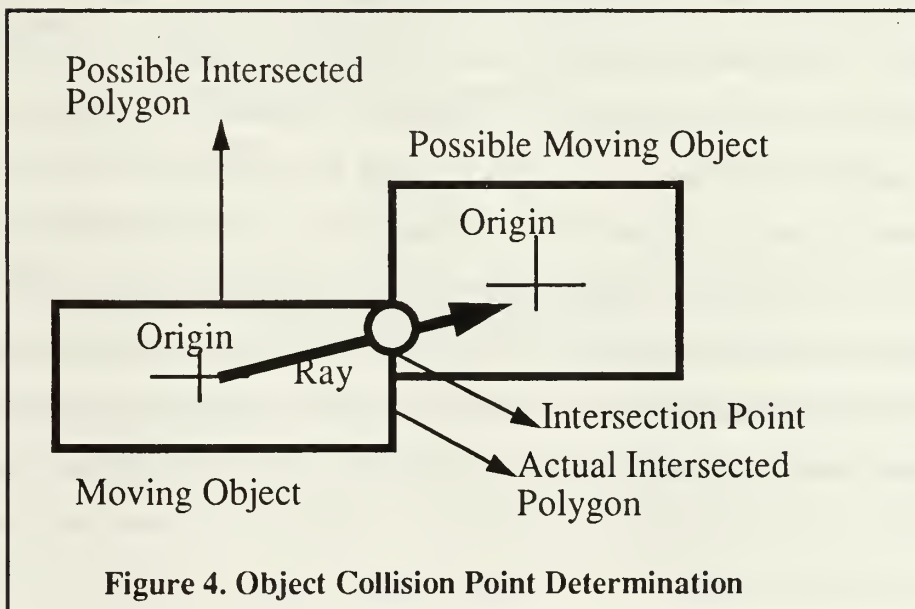 Possible Intersected
Polygon
Possible Moving Object
Origin
Origin
Ray
Intersection Point
Actual Intersected
Polygon
Moving Object
Figure 4. Object Collision Point Determination